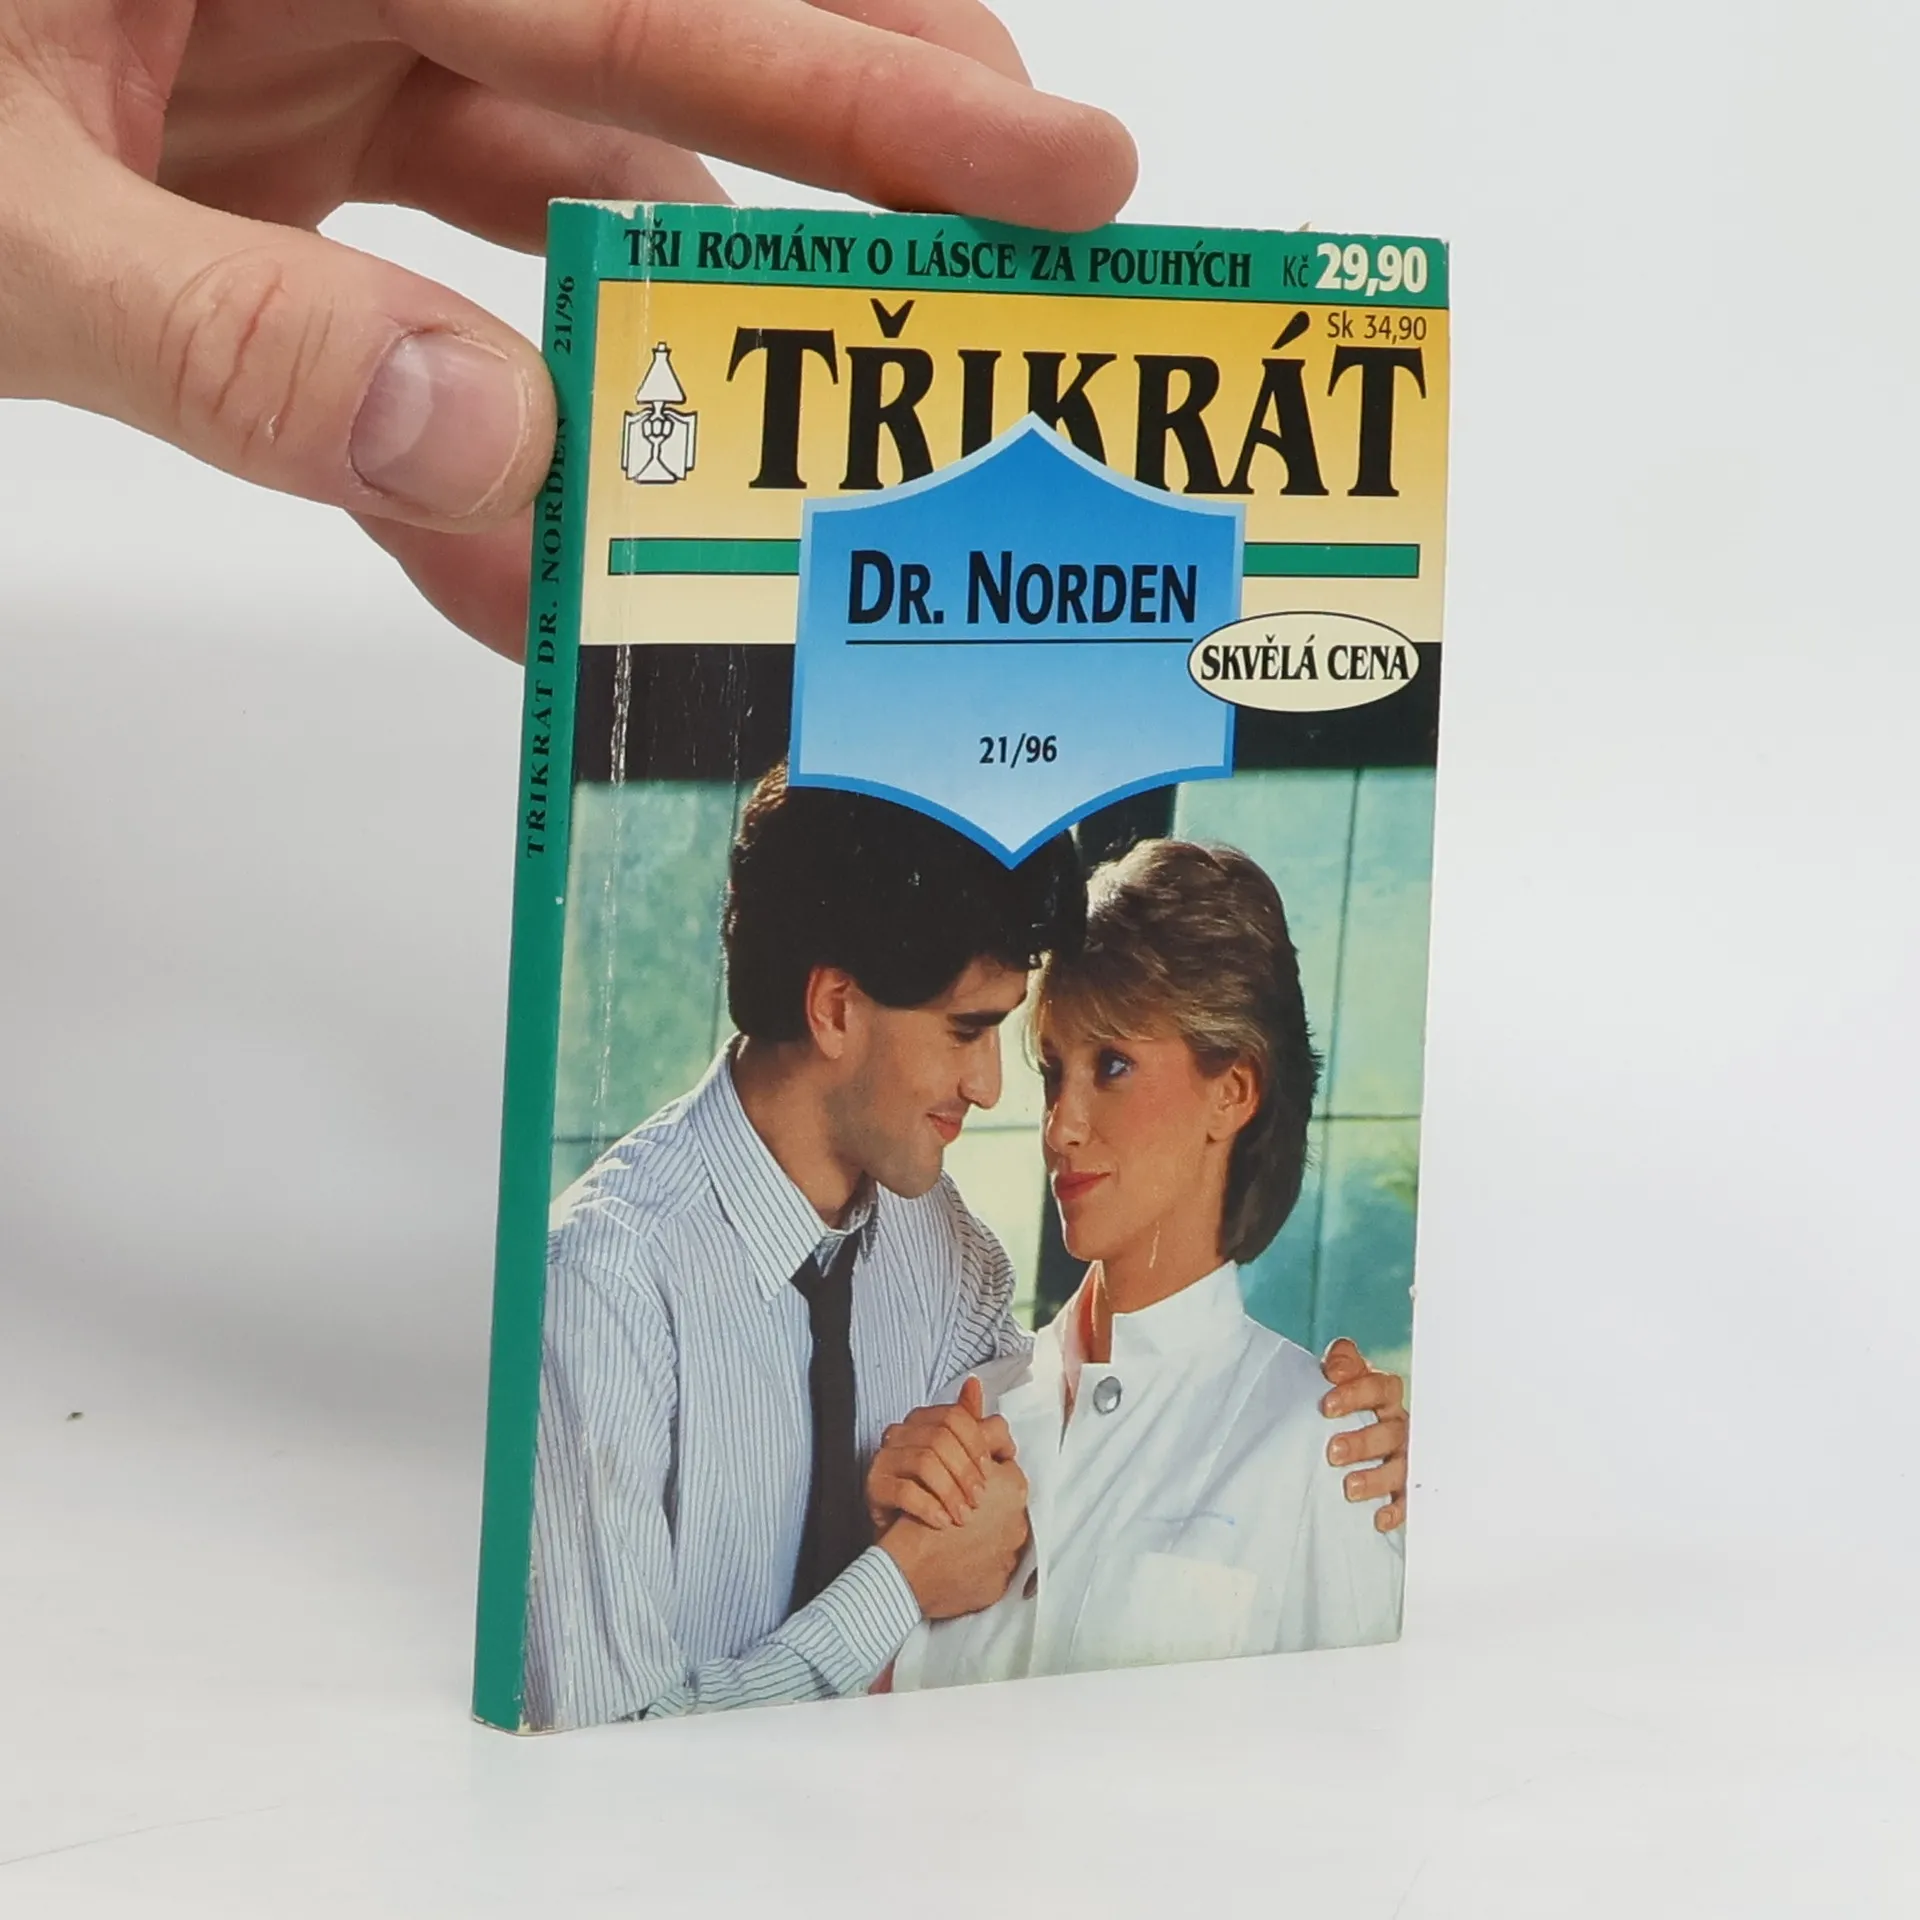 TŘI ROMÁNY O LÁSCE ZA POUHÝCH Kč 29,90
Sk 34,90
TŘIKRÁT
DR. NORDEN
SKVĚLÁ CENA
21/96
TŘIKRÁT DR. NORDEN 21/96